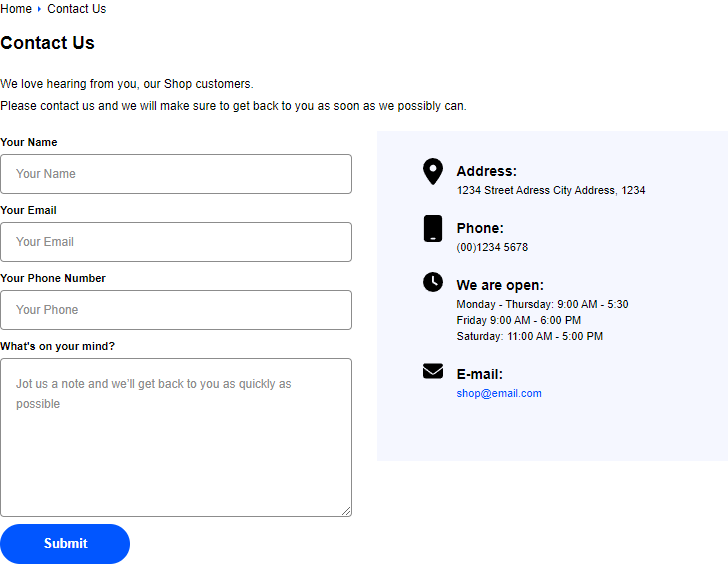 Home Contact Us
Contact Us
We love hearing from you, our Shop customers.
Please contact us and we will make sure to get back to you as soon as we possibly can.
Your Name
Your Name
Your Email
Your Email
Your Phone Number
Your Phone
What's on your mind?
Jot us a note and we’ll get back to you as quickly as
possible
Submit
Address:
1234 Street Adress City Address, 1234
Phone:
(00)1234 5678
We are open:
Monday - Thursday: 9:00 AM - 5:30
Friday 9:00 AM - 6:00 PM
Saturday: 11:00 AM - 5:00 PM
E-mail:
shop@email.com